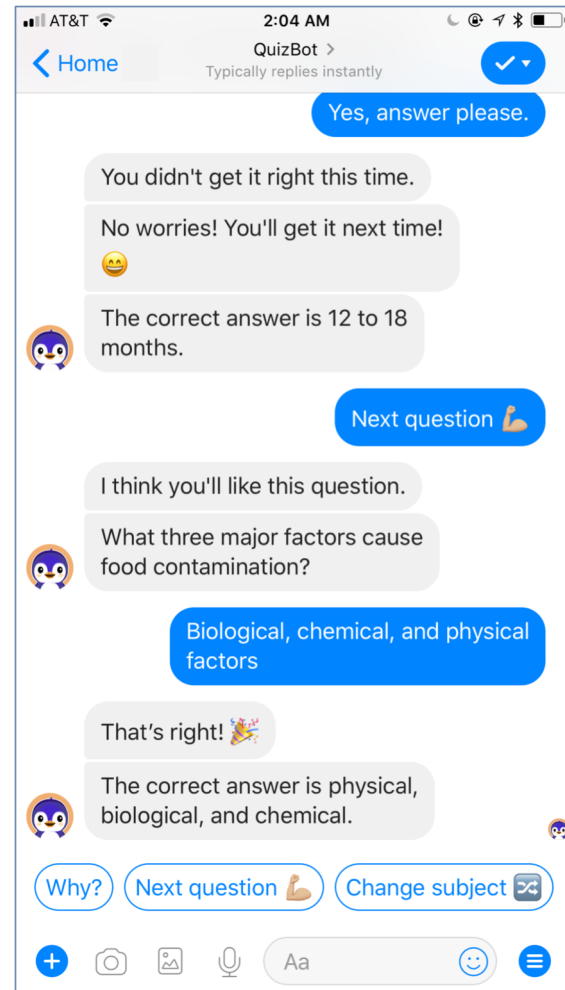 AT&T
2:04 AM
Home
QuizBot
Typically replies instantly
Yes, answer please.
You didn't get it right this time.
No worries! You'll get it next time!
😄
The correct answer is 12 to 18
months.
Next question 💪🏼
I think you'll like this question.
What three major factors cause
food contamination?
Biological, chemical, and physical
factors
That’s right! 🎉
The correct answer is physical,
biological, and chemical.
Why?
Next question 💪🏼
Change subject 🔀
Aa